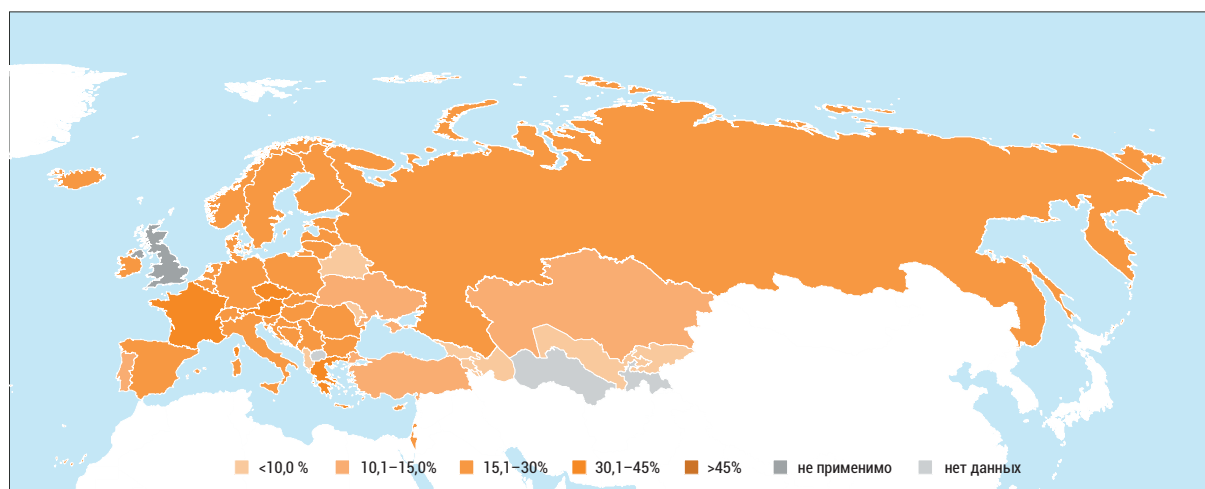 <10,0 % 10,1–15,0% 15,1–30% 30,1–45% >45% не применимо нет данных